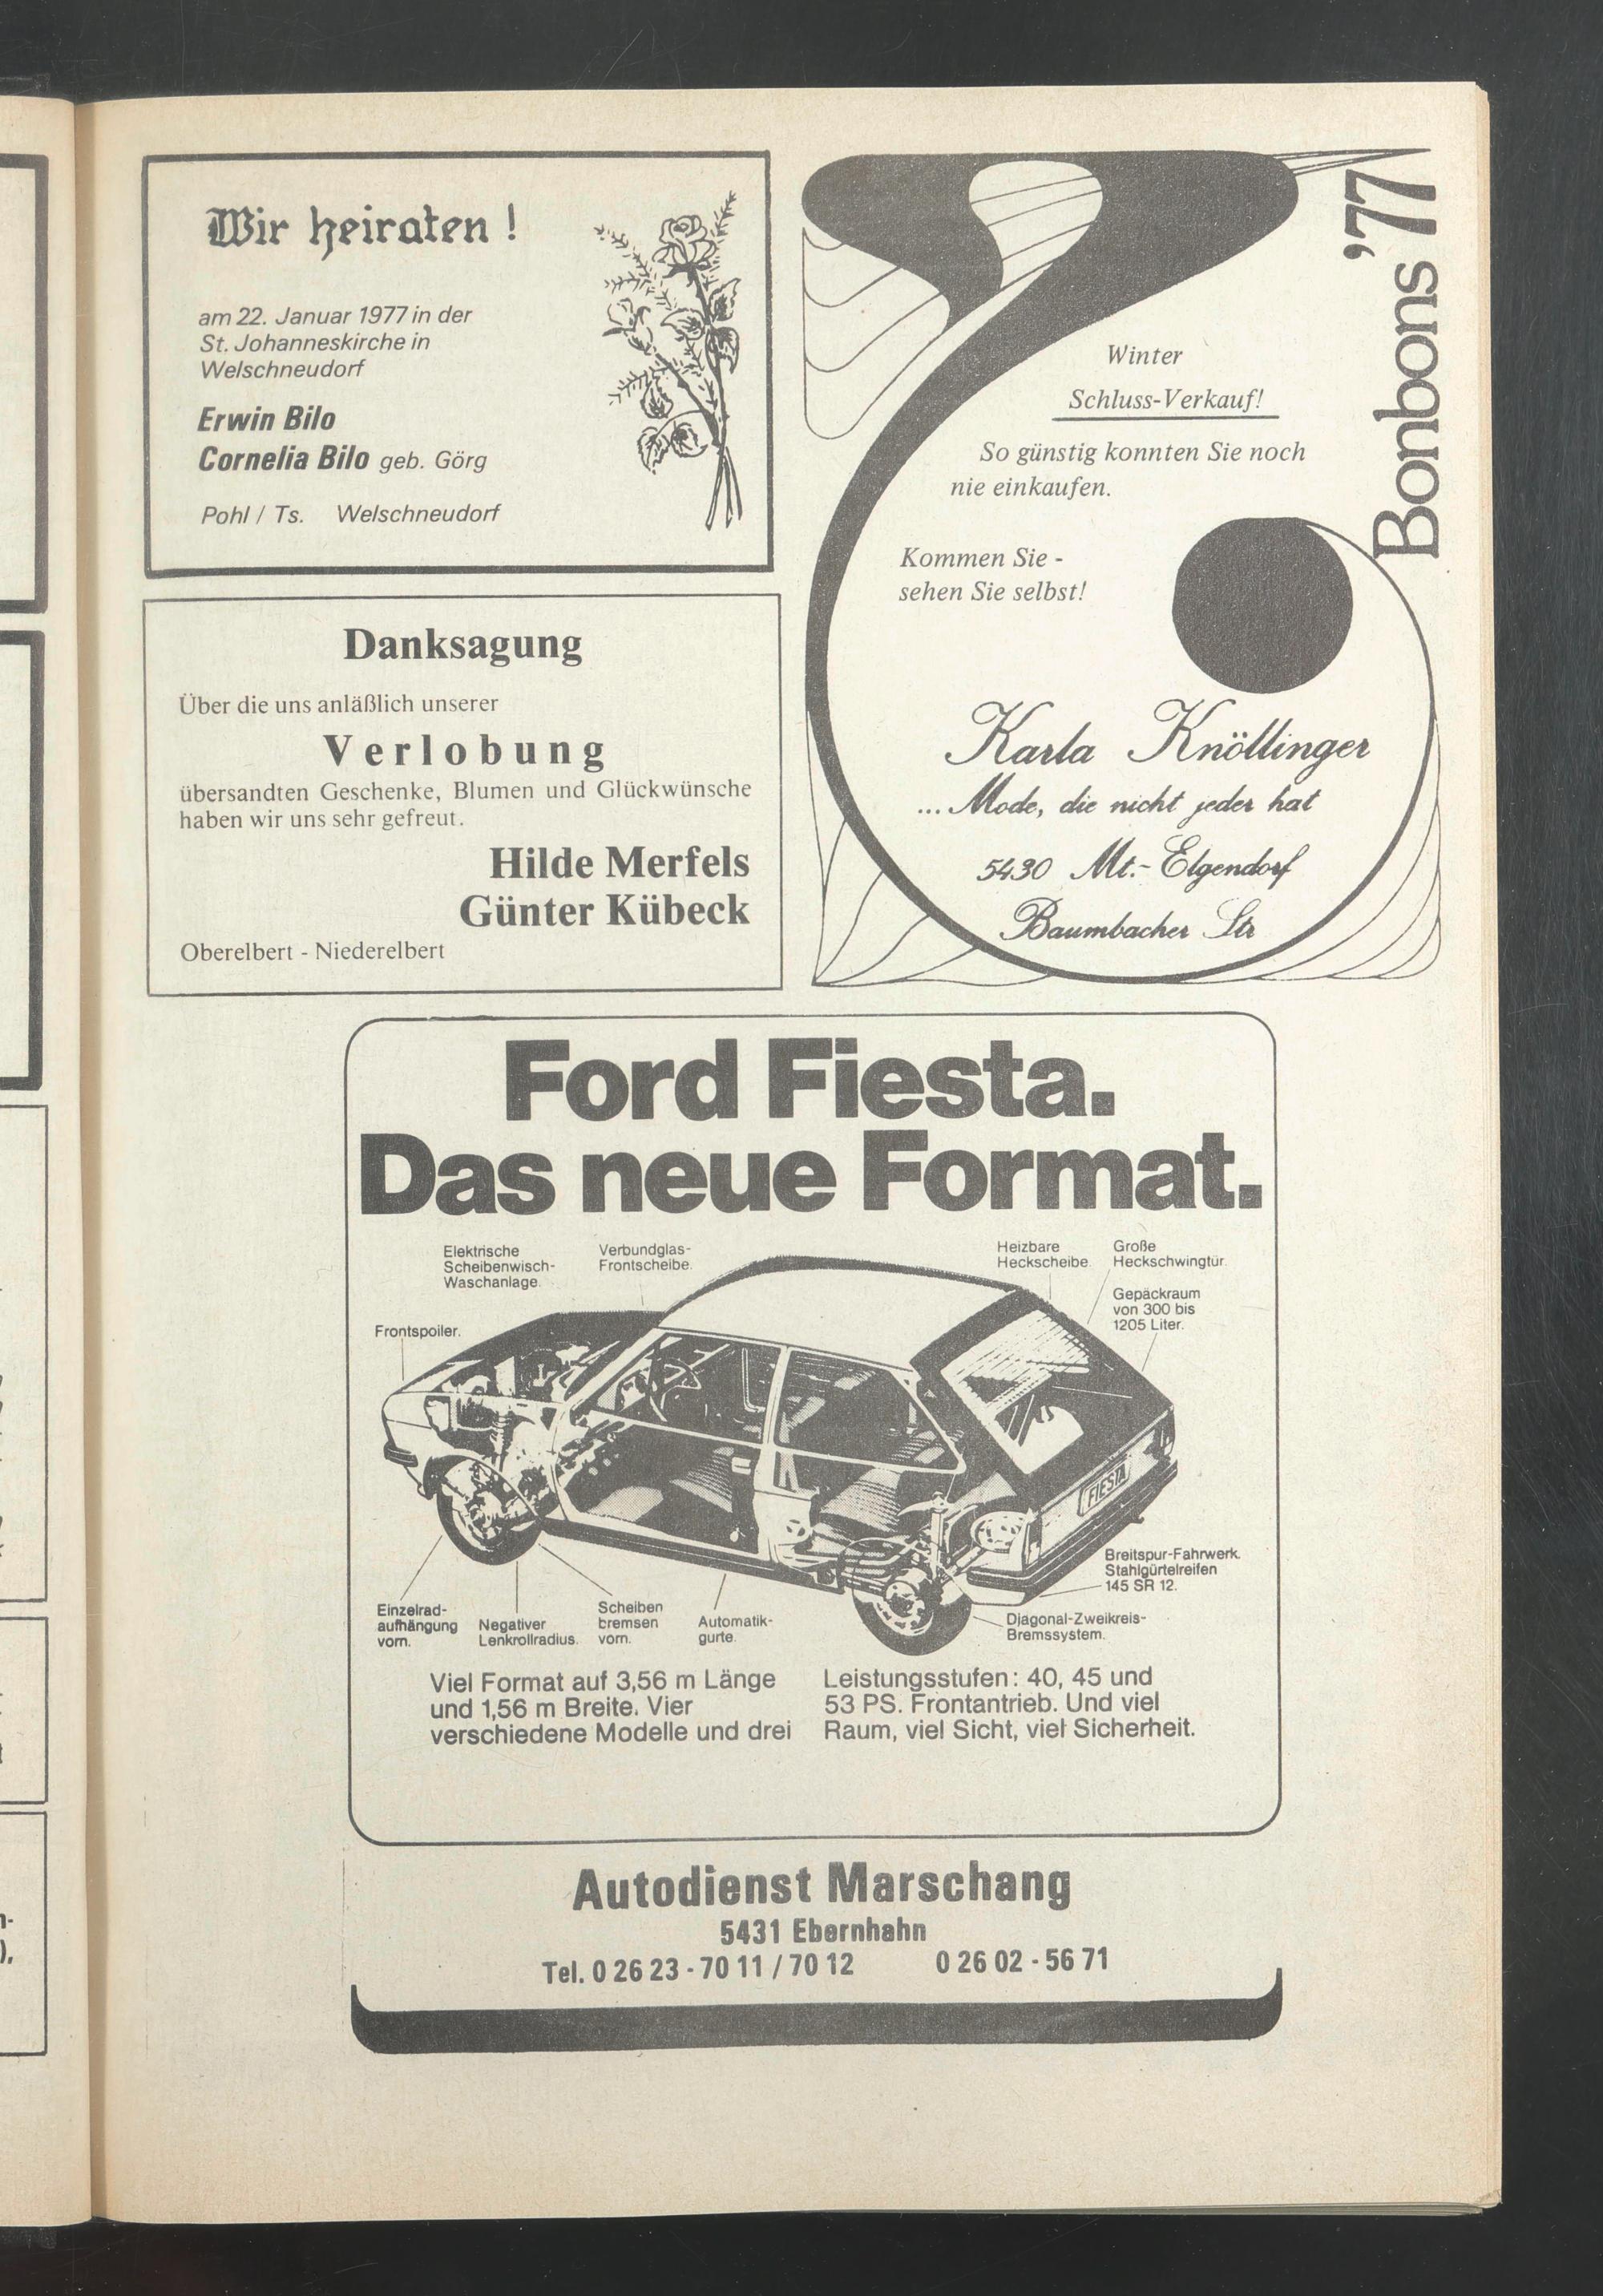 Wir heiraten !
am 22. Januar 1977 in der
St. Johanneskirche in
Welschneudorf
Erwin Bilo
Cornelia Bilo geb. Görg
Pohl / Ts. Welschneudorf
Danksagung
Über die uns anläßlich unserer
Verlobung
übersandten Geschenke, Blumen und Glückwünsche
haben wir uns sehr gefreut.
Hilde Merfels
Günter Kübeck
Oberelbert - Niederelbert
Bonbons '77
Winter
Schluss-Verkauf!
So günstig konnten Sie noch
nie einkaufen.
Kommen Sie -
sehen Sie selbst!
Karla Knöllinger
... Mode, die nicht jeder hat
5430 Mt.- Elgendorf
Baumbacher Str
Ford Fiesta.
Das neue Format.
Elektrische
Scheibenwisch-
Waschanlage.
Verbundglas-
Frontscheibe.
Heizbare
Heckscheibe.
Große
Heckschwingtür.
Gepäckraum
von 300 bis
1205 Liter.
Frontspoiler.
FIESTA
Breitspur-Fahrwerk.
Stahlgürtelreifen
145 SR 12.
Einzelrad-
aufhängung
vorn.
Negativer
Lenkrollradius.
Scheiben
bremsen
vorn.
Automatik-
gurte.
Diagonal-Zweikreis-
Bremssystem.
Viel Format auf 3,56 m Länge
und 1,56 m Breite. Vier
verschiedene Modelle und drei
Leistungsstufen: 40, 45 und
53 PS. Frontantrieb. Und viel
Raum, viel Sicht, viel Sicherheit.
Autodienst Marschang
5431 Ebernhahn
Tel. 0 26 23 - 70 11 / 70 12 0 26 02 - 56 71